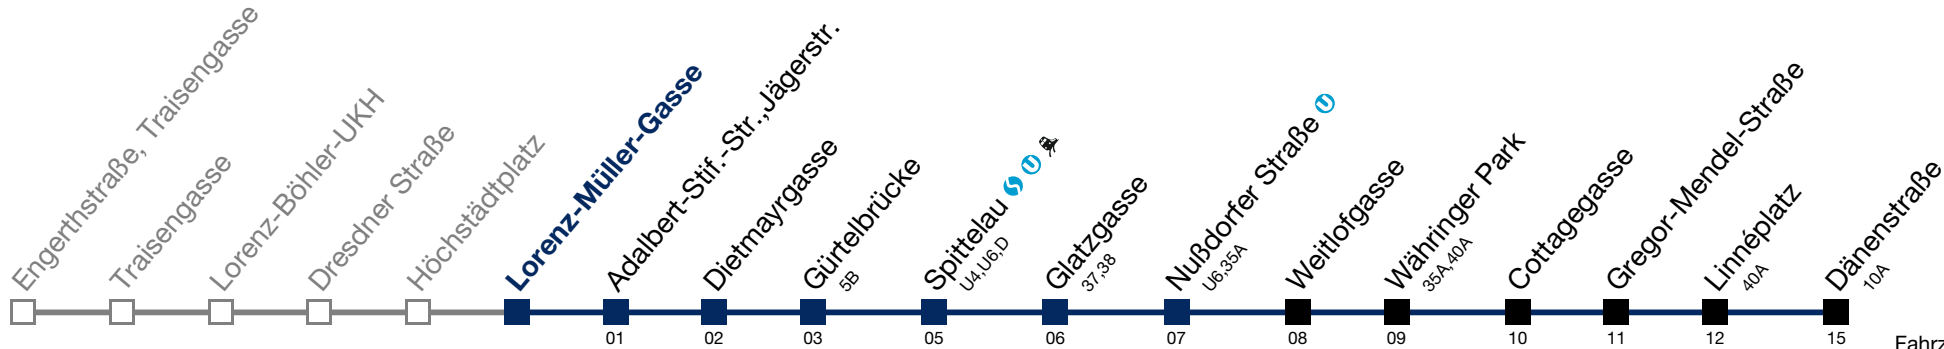 Engerthstraße, Traisengasse
Traisengasse
Lorenz-Böhler-UKH
Dresdner Straße
Höchstädtplatz
Lorenz-Müller-Gasse
Adalbert-Stif.-Str.,Jägerstr.
01
Dietmayrgasse
02
Gürtelbrücke
5B
03
Spittelau
U4,U6,D
05
Glatzgasse
37,38
06
Nußdorfer Straße
U6,35A
07
Weitlofgasse
08
Währinger Park
35A,40A
09
Cottagegasse
10
Gregor-Mendel-Straße
11
Linnéplatz
40A
12
Dänenstraße
10A
15
Fahrz